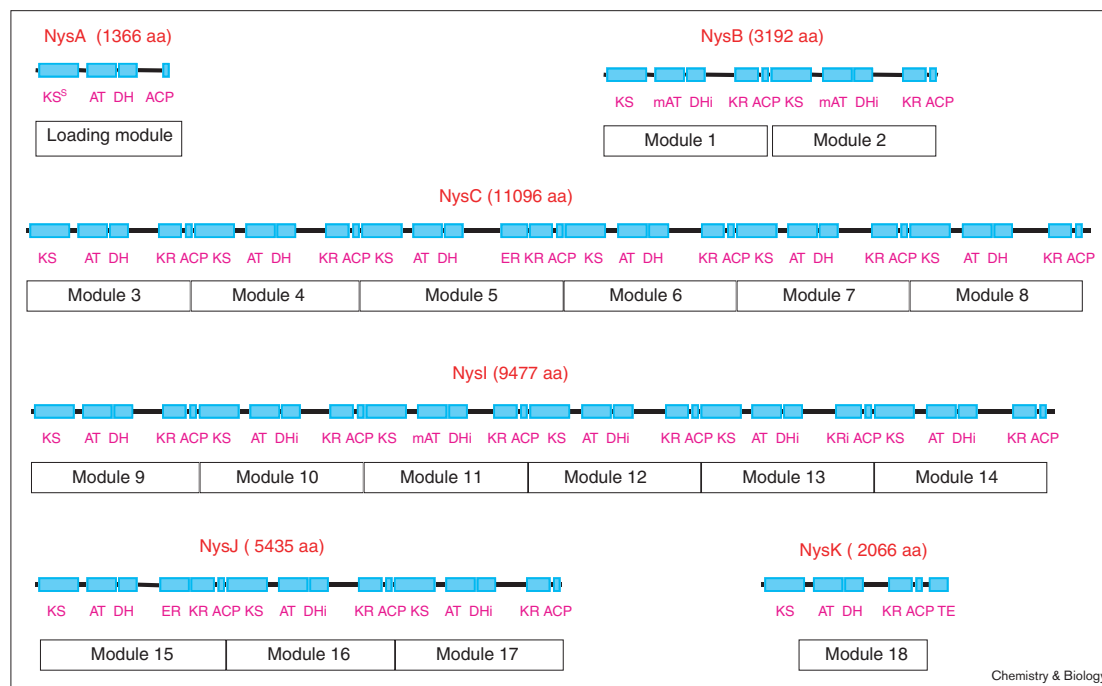 NysA (1366 aa)
NysB (3192 aa)
KSS AT DH ACP
KS mAT DHi KR ACP KS mAT DHi KR ACP
Loading module
Module 1 Module 2
NysC (11096 aa)
KS AT DH KR ACP KS AT DH KR ACP KS AT DH ER KR ACP KS AT DH KR ACP KS AT DH KR ACP KS AT DH KR ACP
Module 3 Module 4 Module 5 Module 6 Module 7 Module 8
NysI (9477 aa)
KS AT DH KR ACP KS AT DHi KR ACP KS mAT DHi KR ACP KS AT DHi KR ACP KS AT DHi KRi ACP KS AT DHi KR ACP
Module 9 Module 10 Module 11 Module 12 Module 13 Module 14
NysJ ( 5435 aa)
NysK ( 2066 aa)
KS AT DH ER KR ACP KS AT DHi KR ACP KS AT DHi KR ACP
KS AT DH KR ACP TE
Module 15 Module 16 Module 17
Module 18
Chemistry & Biology